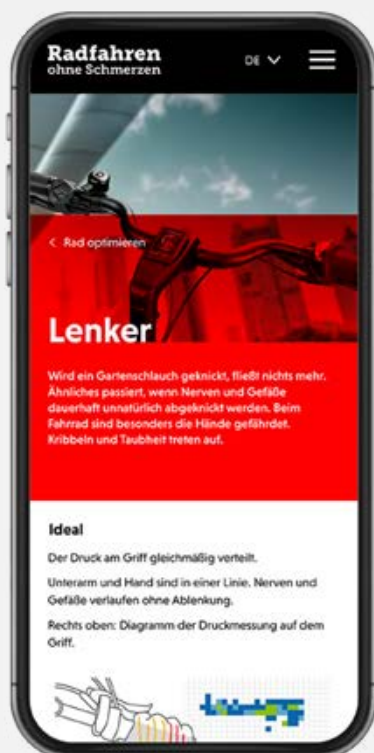 Radfahren
ohne Schmerzen
DE
< Rad optimieren
Lenker
Wird ein Gartenschlauch geknickt, fließt nichts mehr.
Ähnliches passiert, wenn Nerven und Gefäße
dauerhaft unnatürlich abgeknickt werden. Beim
Fahrrad sind besonders die Hände gefährdet.
Kribbeln und Taubheit treten auf.
Ideal
Der Druck am Griff gleichmäßig verteilt.
Unterarm und Hand sind in einer Linie. Nerven und
Gefäße verlaufen ohne Ablenkung.
Rechts oben: Diagramm der Druckmessung auf dem
Griff.